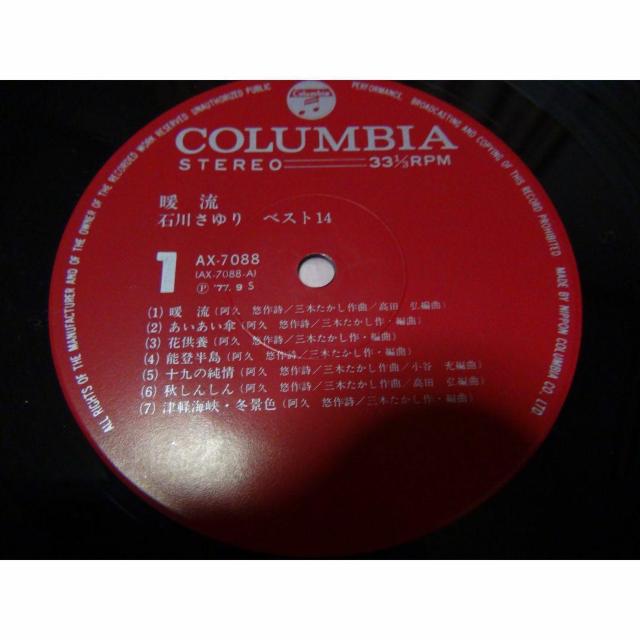 Columbia
ALL RIGHTS OF THE MANUFACTURER AND OF THE OWNER OF THE RECORDED WORK RESERVED UNAUTHORIZED PUBLIC PERFORMANCE, BROADCASTING AND COPYING OF THIS RECORD PROHIBITED
COLUMBIA
STEREO 33⅓RPM
暖流
石川さゆり ベスト14
1
AX-7088
(AX-7088-A)
Ⓟ '77. 9 S
(1) 暖 流(阿久 悠作詩/三木たかし作曲/高田 弘編曲)
(2) あいあい傘(阿久 悠作詩/三木たかし作・編曲)
(3) 花供養(阿久 悠作詩/三木たかし作・編曲)
(4) 能登半島(阿久 悠作詩/三木たかし作・編曲)
(5) 十九の純情(阿久 悠作詩/三木たかし作曲/小谷 充編曲)
(6) 秋しんしん(阿久 悠作詩/三木たかし作曲/高田 弘編曲)
(7) 津軽海峡・冬景色(阿久 悠作詩/三木たかし作・編曲)
MADE BY NIPPON COLUMBIA CO. LTD